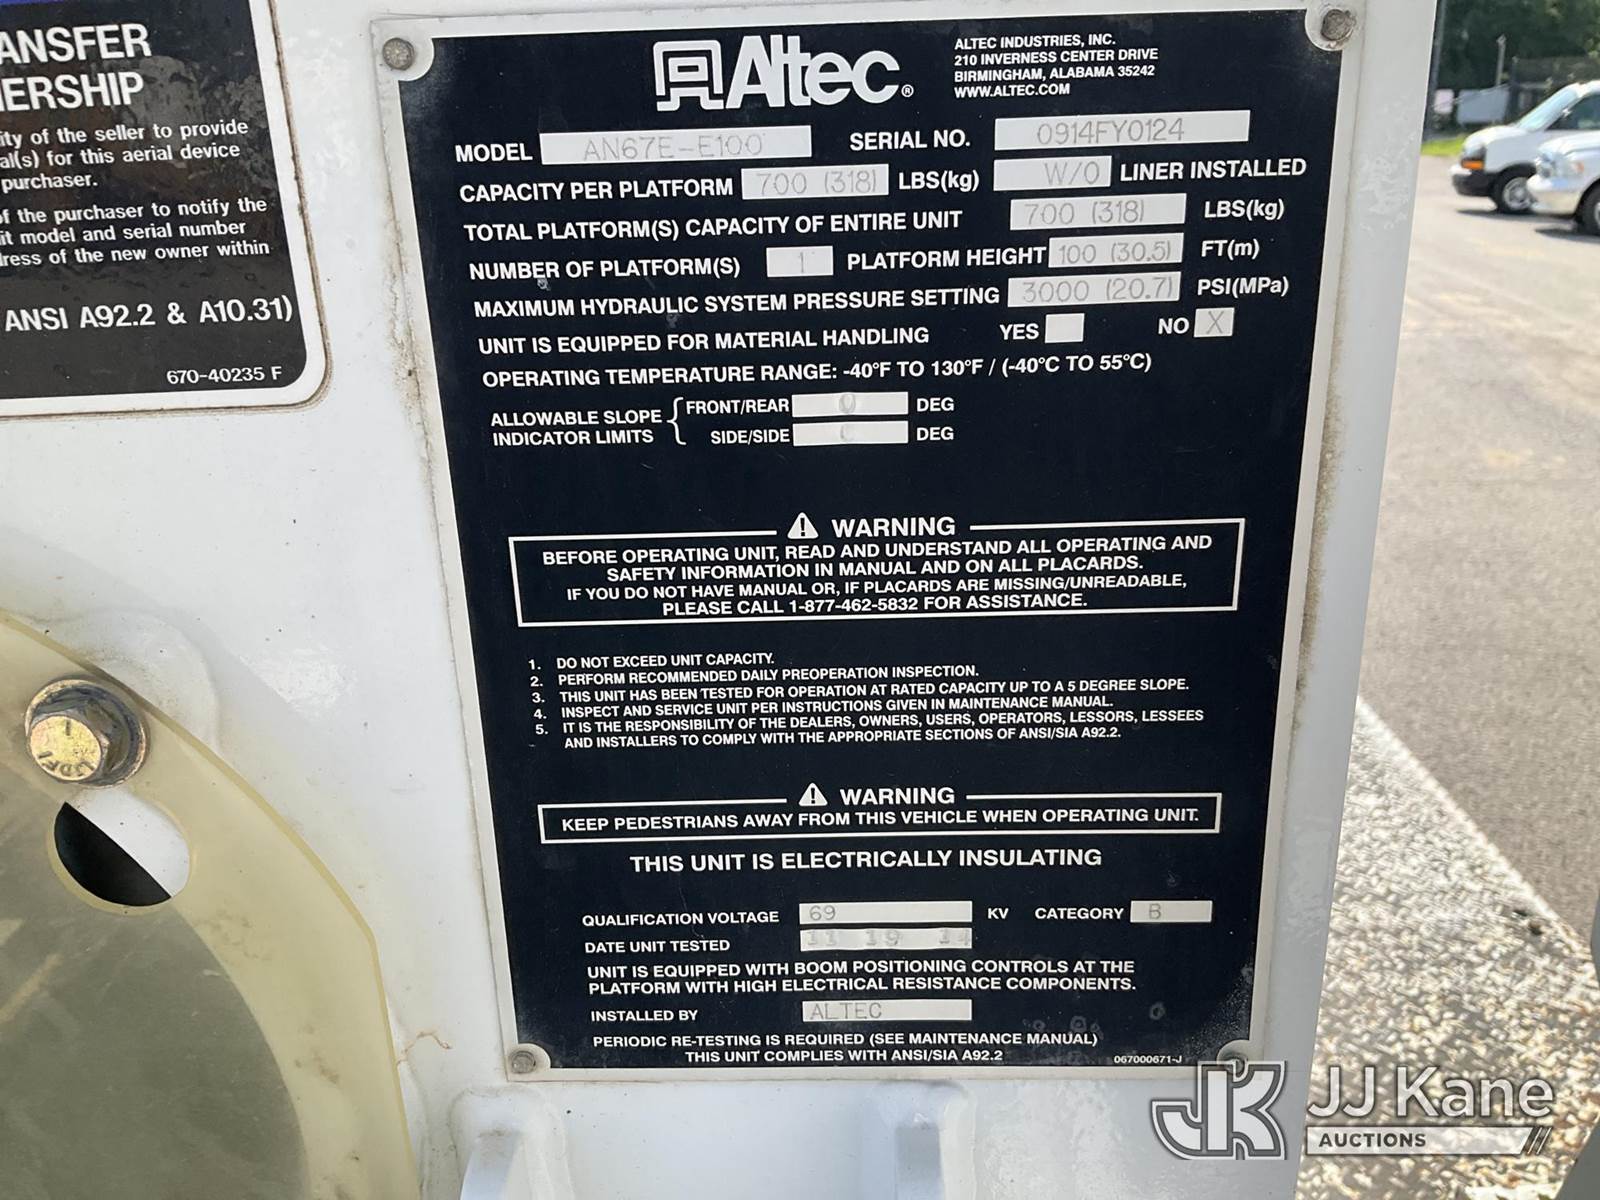 ANSFER
ERSHIP
ity of the seller to provide
al(s) for this aerial device
purchaser.
of the purchaser to notify the
it model and serial number
ress of the new owner within
ANSI A92.2 & A10.31)
670-40235 F
Altec®
ALTEC INDUSTRIES, INC.
210 INVERNESS CENTER DRIVE
BIRMINGHAM, ALABAMA 35242
WWW.ALTEC.COM
MODEL AN67E-E100 SERIAL NO. 0914FY0124
CAPACITY PER PLATFORM 700 (318) LBS(kg) W/O LINER INSTALLED
TOTAL PLATFORM(S) CAPACITY OF ENTIRE UNIT 700 (318) LBS(kg)
NUMBER OF PLATFORM(S) 1 PLATFORM HEIGHT 100 (30.5) FT(m)
MAXIMUM HYDRAULIC SYSTEM PRESSURE SETTING 3000 (20.7) PSI(MPa)
UNIT IS EQUIPPED FOR MATERIAL HANDLING YES NO X
OPERATING TEMPERATURE RANGE: -40°F TO 130°F / (-40°C TO 55°C)
ALLOWABLE SLOPE INDICATOR LIMITS
FRONT/REAR 0 DEG
SIDE/SIDE DEG
WARNING
BEFORE OPERATING UNIT, READ AND UNDERSTAND ALL OPERATING AND
SAFETY INFORMATION IN MANUAL AND ON ALL PLACARDS.
IF YOU DO NOT HAVE MANUAL OR, IF PLACARDS ARE MISSING/UNREADABLE,
PLEASE CALL 1-877-462-5832 FOR ASSISTANCE.
1. DO NOT EXCEED UNIT CAPACITY.
2. PERFORM RECOMMENDED DAILY PREOPERATION INSPECTION.
3. THIS UNIT HAS BEEN TESTED FOR OPERATION AT RATED CAPACITY UP TO A 5 DEGREE SLOPE.
4. INSPECT AND SERVICE UNIT PER INSTRUCTIONS GIVEN IN MAINTENANCE MANUAL.
5. IT IS THE RESPONSIBILITY OF THE DEALERS, OWNERS, USERS, OPERATORS, LESSORS, LESSEES
AND INSTALLERS TO COMPLY WITH THE APPROPRIATE SECTIONS OF ANSI/SIA A92.2.
WARNING
KEEP PEDESTRIANS AWAY FROM THIS VEHICLE WHEN OPERATING UNIT.
THIS UNIT IS ELECTRICALLY INSULATING
QUALIFICATION VOLTAGE 69 KV CATEGORY B
DATE UNIT TESTED 11 19 14
UNIT IS EQUIPPED WITH BOOM POSITIONING CONTROLS AT THE
PLATFORM WITH HIGH ELECTRICAL RESISTANCE COMPONENTS.
INSTALLED BY ALTEC
PERIODIC RE-TESTING IS REQUIRED (SEE MAINTENANCE MANUAL)
THIS UNIT COMPLIES WITH ANSI/SIA A92.2
067000671-J
JK JJ Kane
AUCTIONS